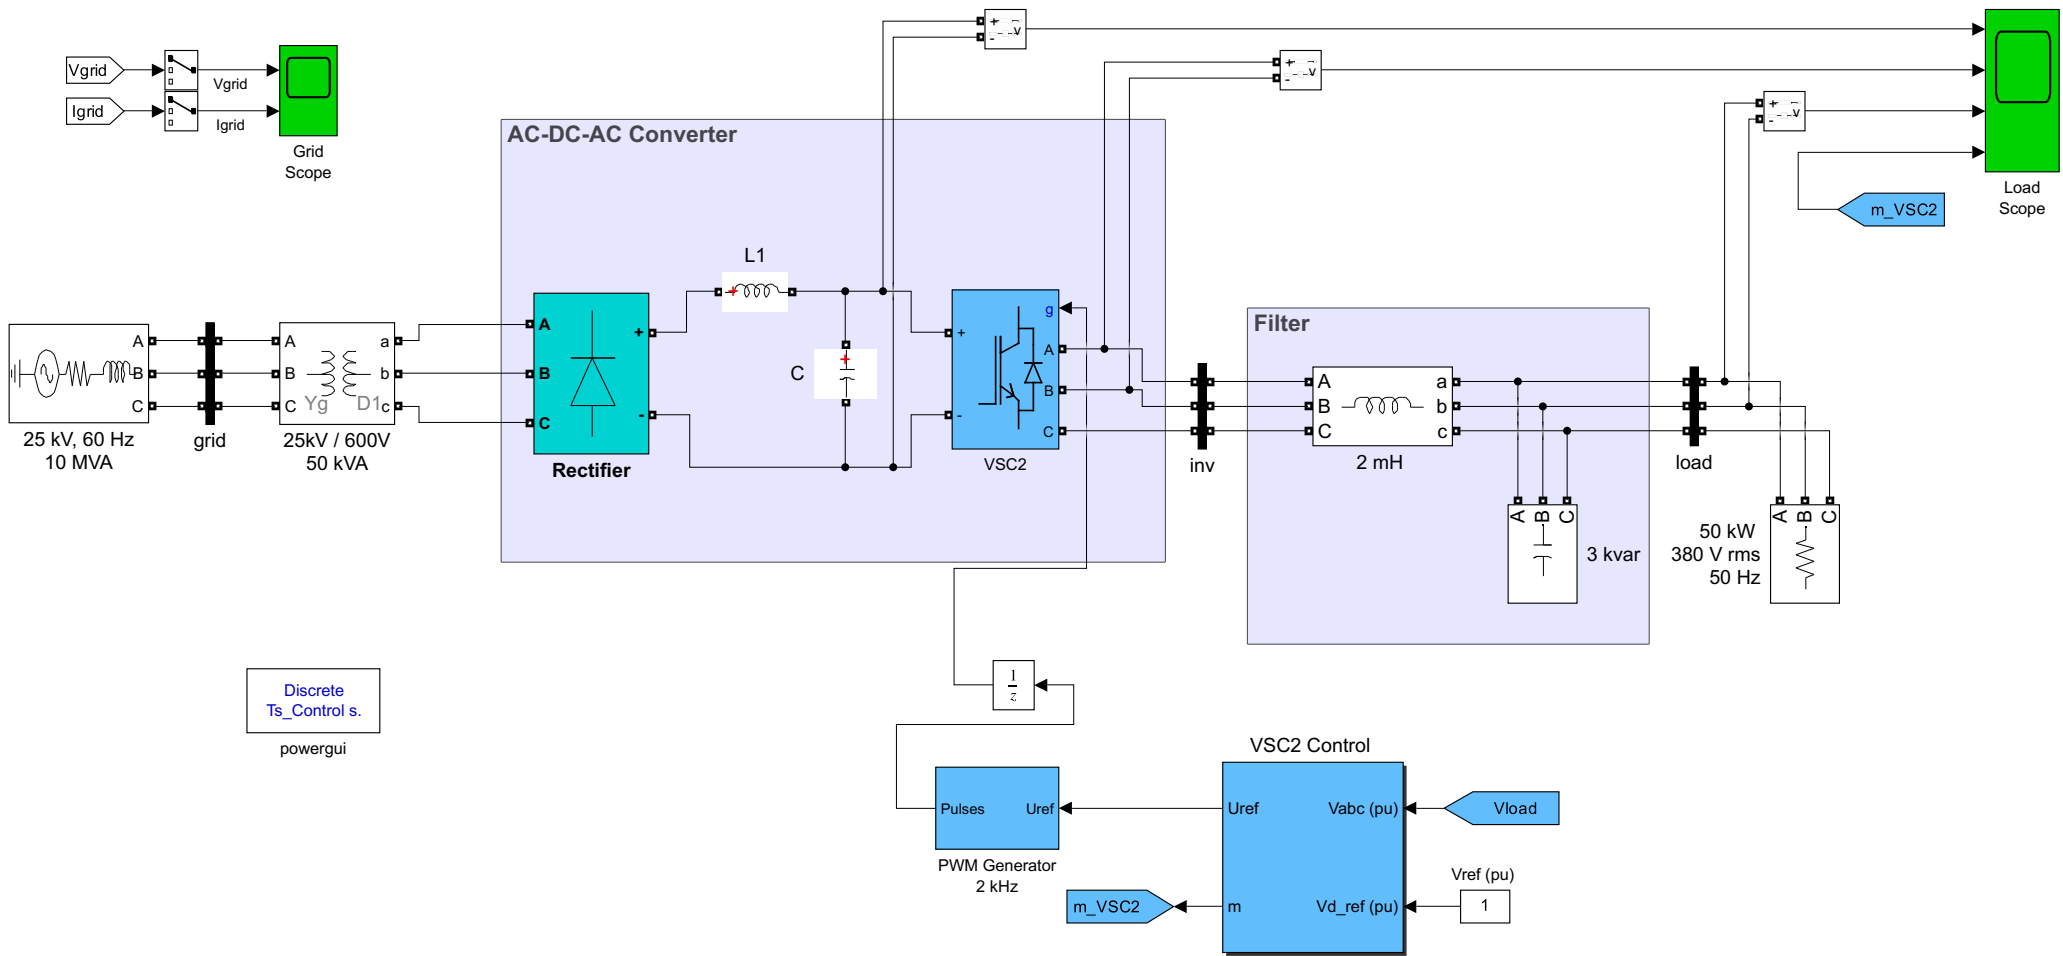 Vgrid
Igrid
Vgrid
Igrid
Grid
Scope
+
-
v
+
-
v
+
-
v
m_VSC2
Load
Scope
AC-DC-AC Converter
L1
+
C
+
A
B
C
+
-
Rectifier
+
-
g
A
B
C
VSC2
A
B
C
25 kV, 60 Hz
10 MVA
grid
A
B
C
Yg
D1
a
b
c
25kV / 600V
50 kVA
inv
Filter
A
B
C
a
b
c
2 mH
A
B
C
3 kvar
load
A
B
C
50 kW
380 V rms
50 Hz
Discrete
Ts_Control s.
powergui
1
z
Pulses
Uref
PWM Generator
2 kHz
VSC2 Control
Uref
Vabc (pu)
m
Vd_ref (pu)
Vload
Vref (pu)
1
m_VSC2